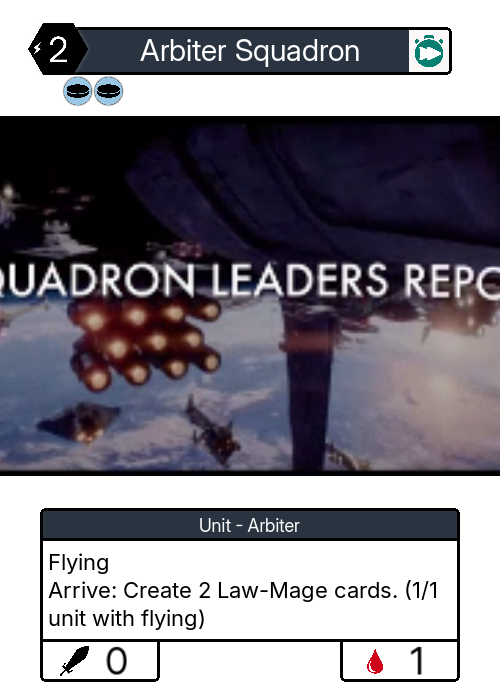 2
Arbiter Squadron
QUADRON LEADERS REPO
Unit - Arbiter
Flying
Arrive: Create 2 Law-Mage cards. (1/1
unit with flying)
0
1